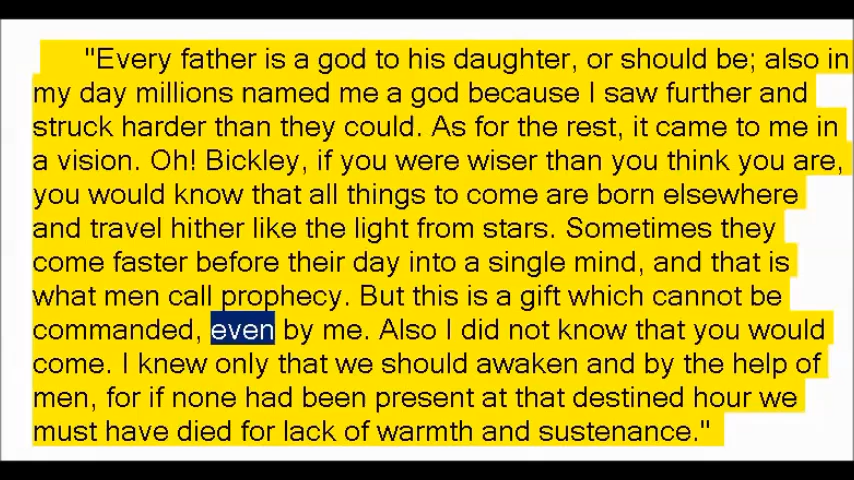 "Every father is a god to his daughter, or should be; also in
my day millions named me a god because I saw further and
struck harder than they could. As for the rest, it came to me in
a vision. Oh! Bickley, if you were wiser than you think you are,
you would know that all things to come are born elsewhere
and travel hither like the light from stars. Sometimes they
come faster before their day into a single mind, and that is
what men call prophecy. But this is a gift which cannot be
commanded, even by me. Also I did not know that you would
come. I knew only that we should awaken and by the help of
men, for if none had been present at that destined hour we
must have died for lack of warmth and sustenance."